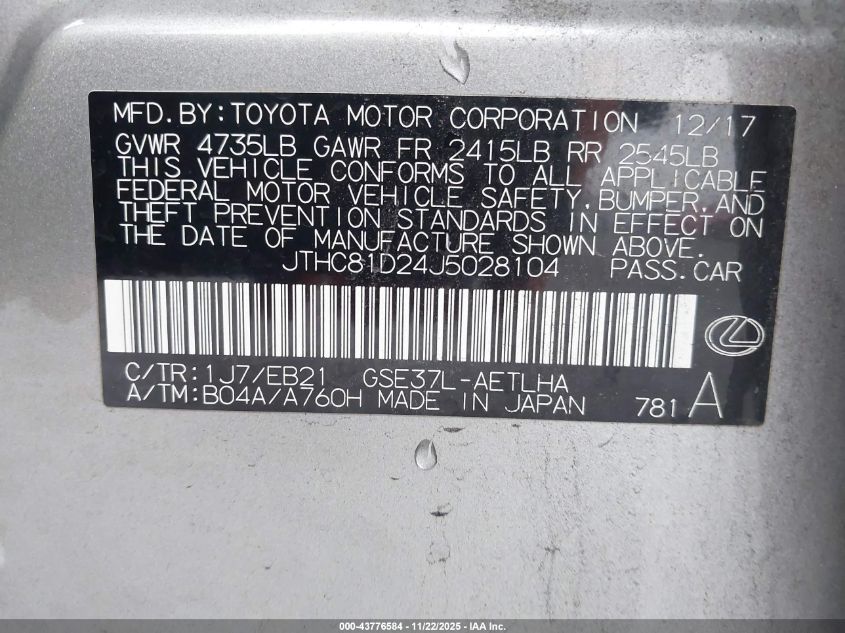 MFD.BY:TOYOTA MOTOR CORPORATION 12/17
GVWR 4735LB GAWR FR 2415LB RR 2545LB
THIS VEHICLE CONFORMS TO ALL APPLICABLE
FEDERAL MOTOR VEHICLE SAFETY,BUMPER,AND
THEFT PREVENTION STANDARDS IN EFFECT ON
THE DATE OF MANUFACTURE SHOWN ABOVE.
JTHC81D24J5028104 PASS.CAR
C/TR:1J7/EB21 GSE37L-AETLHA
A/TM:B04A/A760H MADE IN JAPAN 781 A
000-43776584 - 11/22/2025 - IAA Inc.